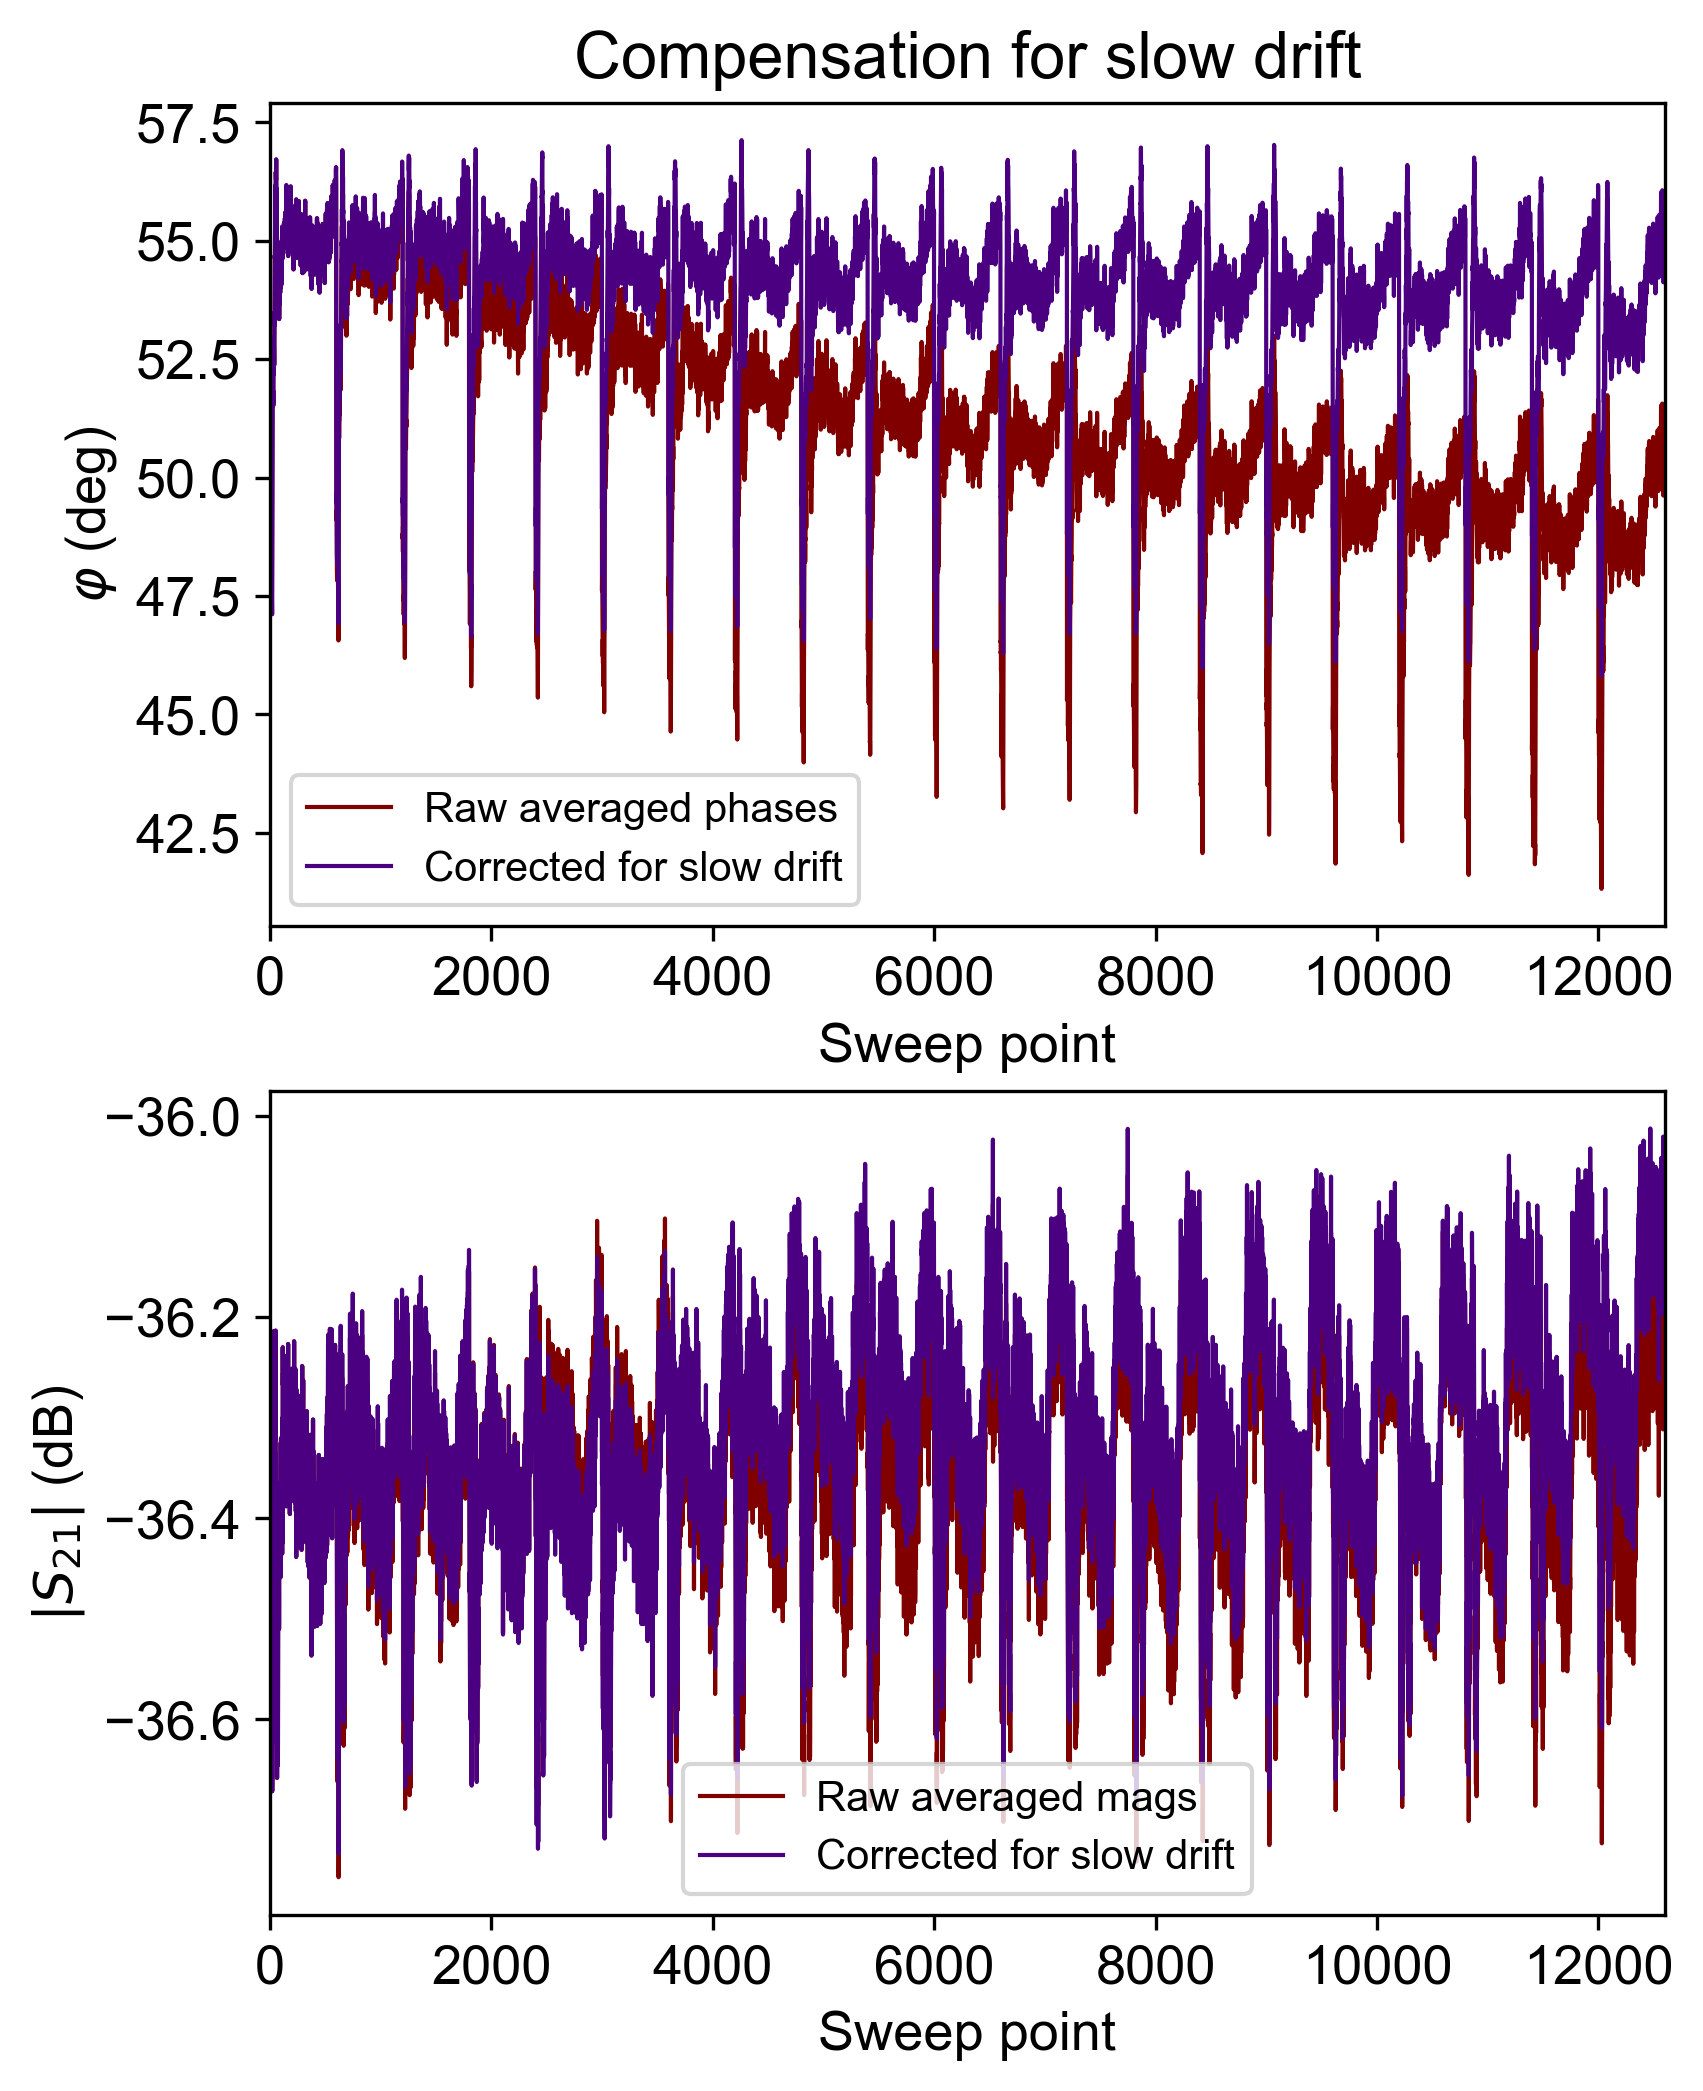 Compensation for slow drift
57.5
55.0
52.5
50.0
47.5
45.0
42.5
φ (deg)
Raw averaged phases
Corrected for slow drift
0 2000 4000 6000 8000 10000 12000
Sweep point
−36.0
−36.2
−36.4
−36.6
|S₂₁| (dB)
Raw averaged mags
Corrected for slow drift
0 2000 4000 6000 8000 10000 12000
Sweep point